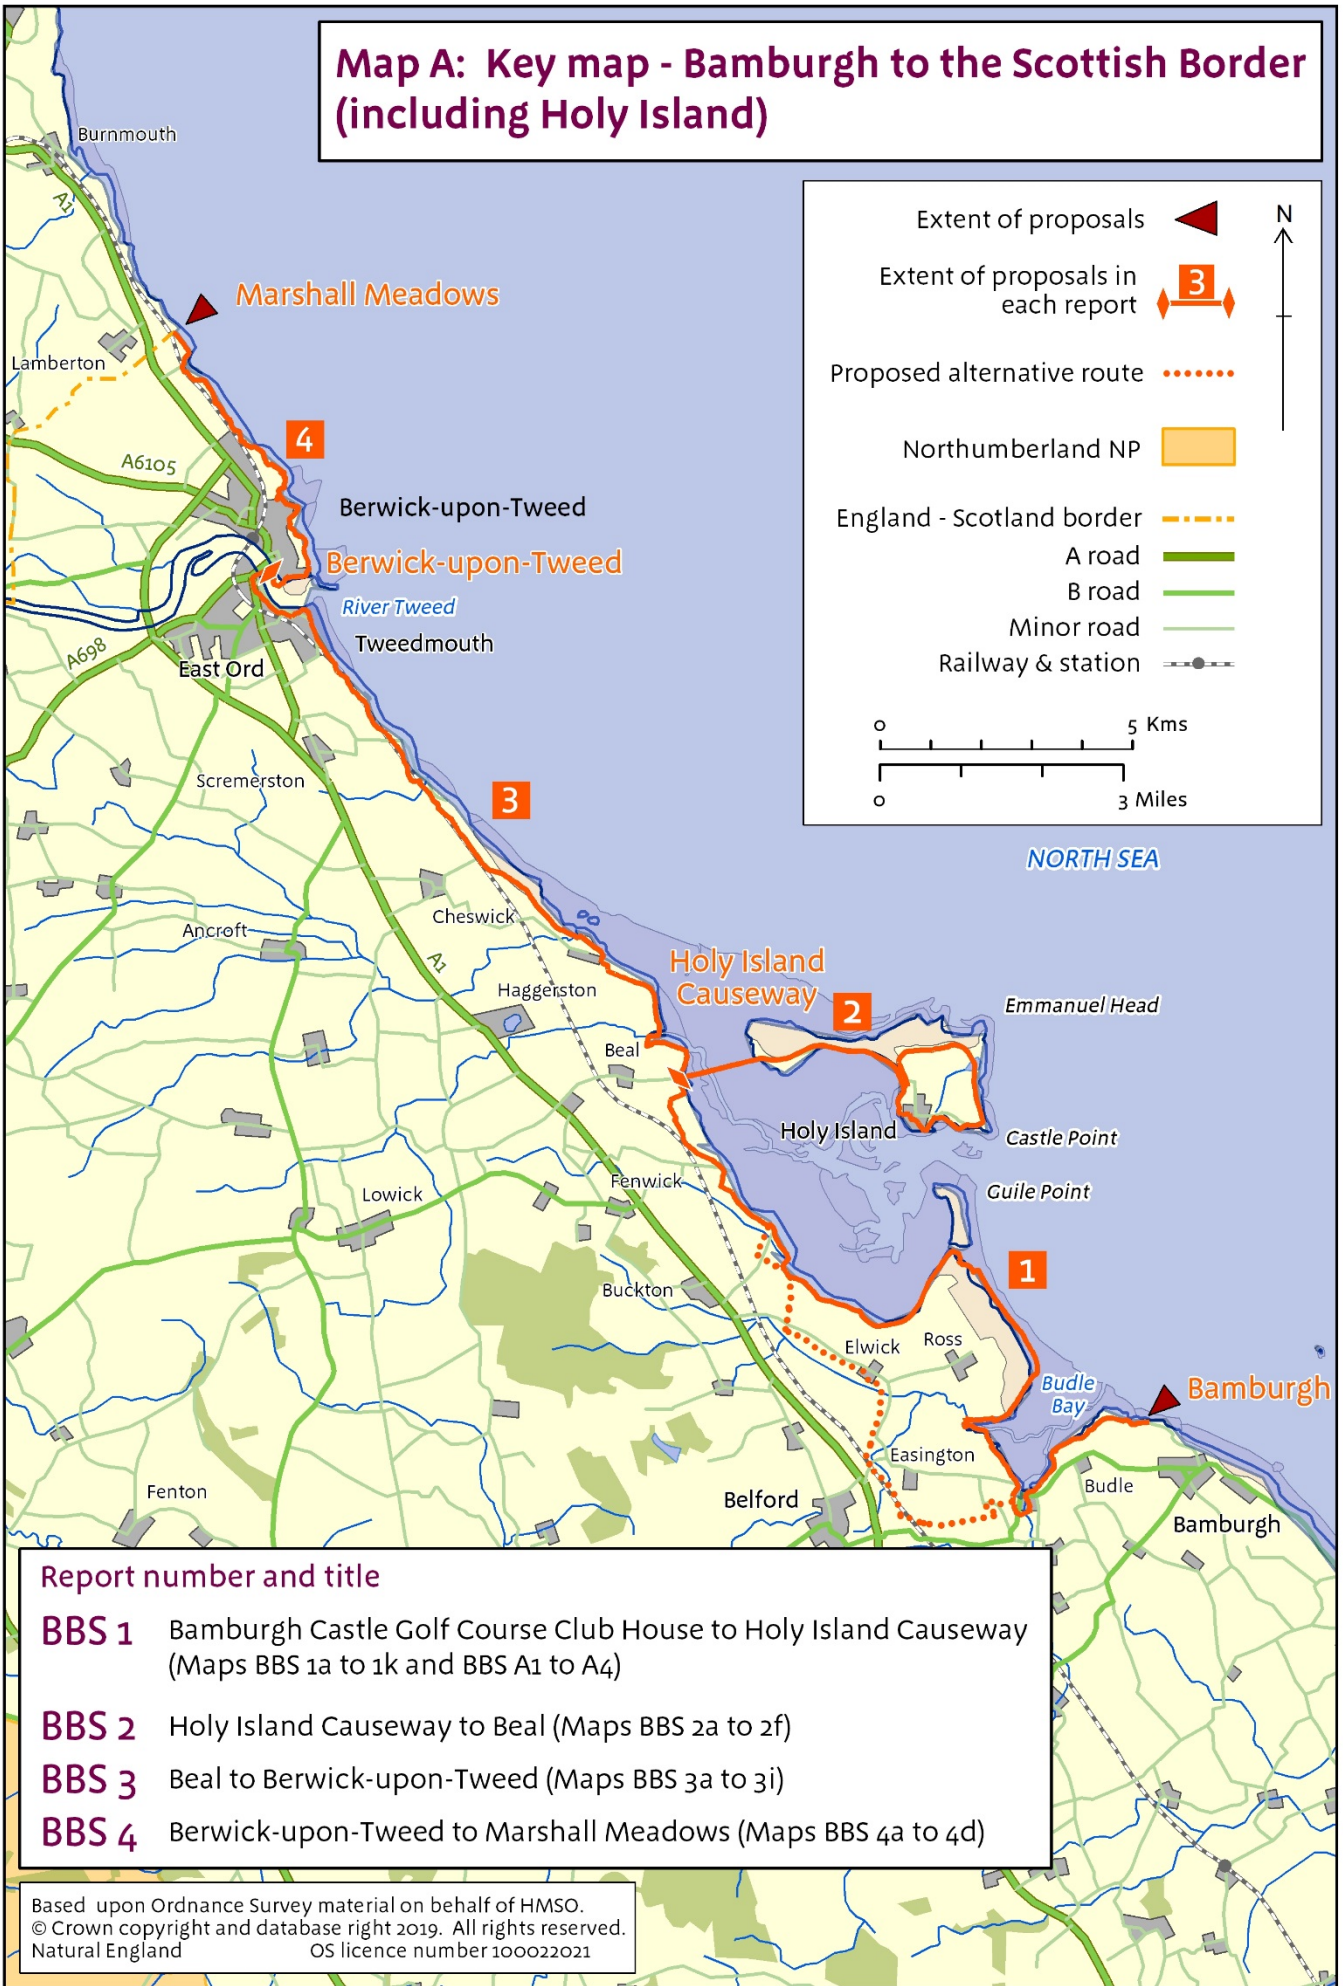 Map A: Key map - Bamburgh to the Scottish Border
(including Holy Island)
Extent of proposals
Extent of proposals in
each report
3
N
Proposed alternative route
Northumberland NP
England - Scotland border
A road
B road
Minor road
Railway & station
0
5 Kms
0
3 Miles
Burnmouth
A1
Marshall Meadows
Lamberton
4
A6105
Berwick-upon-Tweed
Berwick-upon-Tweed
River Tweed
Tweedmouth
A698
East Ord
Scremerston
3
NORTH SEA
Cheswick
Ancroft
A1
Holy Island
Causeway
Haggerston
2
Emmanuel Head
Beal
Holy Island
Castle Point
Fenwick
Guile Point
Lowick
1
Buckton
Elwick
Ross
Budle
Bay
Bamburgh
Easington
Budle
Fenton
Belford
Bamburgh
Report number and title
BBS 1 Bamburgh Castle Golf Course Club House to Holy Island Causeway
(Maps BBS 1a to 1k and BBS A1 to A4)
BBS 2 Holy Island Causeway to Beal (Maps BBS 2a to 2f)
BBS 3 Beal to Berwick-upon-Tweed (Maps BBS 3a to 3i)
BBS 4 Berwick-upon-Tweed to Marshall Meadows (Maps BBS 4a to 4d)
Based upon Ordnance Survey material on behalf of HMSO.
© Crown copyright and database right 2019. All rights reserved.
Natural England OS licence number 100022021